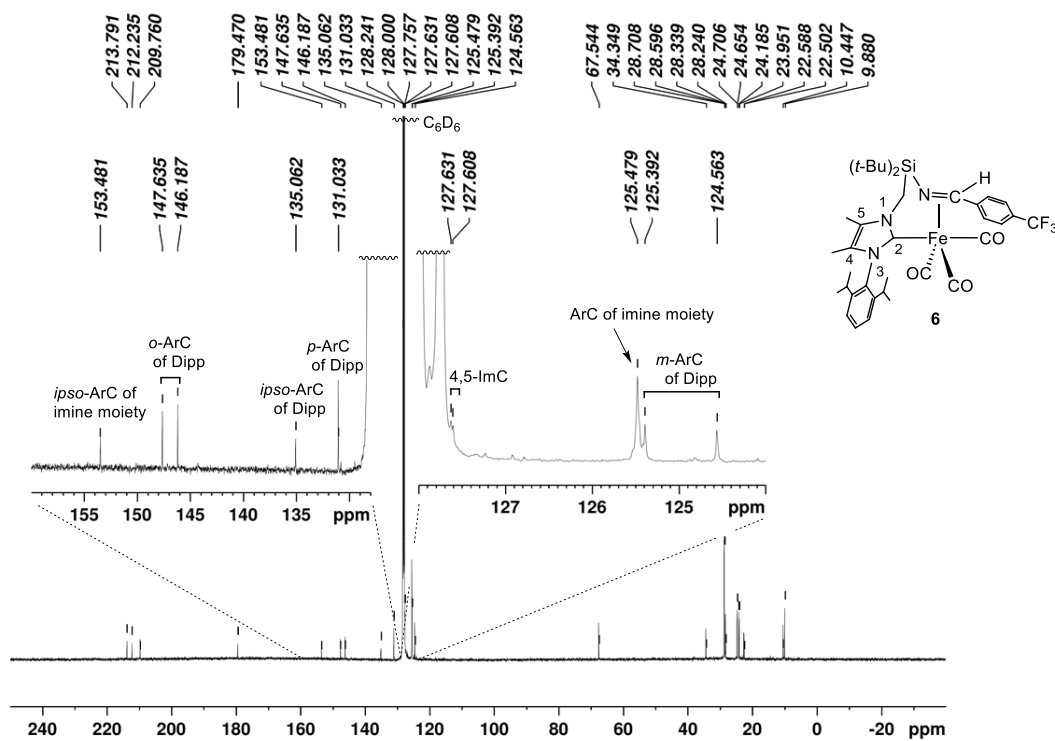 213.791
212.235
209.760
179.470
153.481
147.635
146.187
135.062
131.033
128.241
128.000
127.757
127.631
127.608
125.479
125.392
124.563
67.544
34.349
28.708
28.596
28.339
28.240
24.706
24.654
24.185
23.951
22.588
22.502
10.447
9.880
C6D6
153.481
147.635
146.187
135.062
131.033
127.631
127.608
125.479
125.392
124.563
(t-Bu)2Si
N
C
H
5
1
N
CF3
2
Fe
CO
4
N
3
OC
CO
6
ArC of imine moiety
o-ArC
of Dipp
p-ArC
of Dipp
m-ArC
of Dipp
4,5-ImC
ipso-ArC of
imine moiety
ipso-ArC
of Dipp
155 150 145 140 135 ppm
127 126 125 ppm
240 220 200 180 160 140 120 100 80 60 40 20 0 -20 ppm